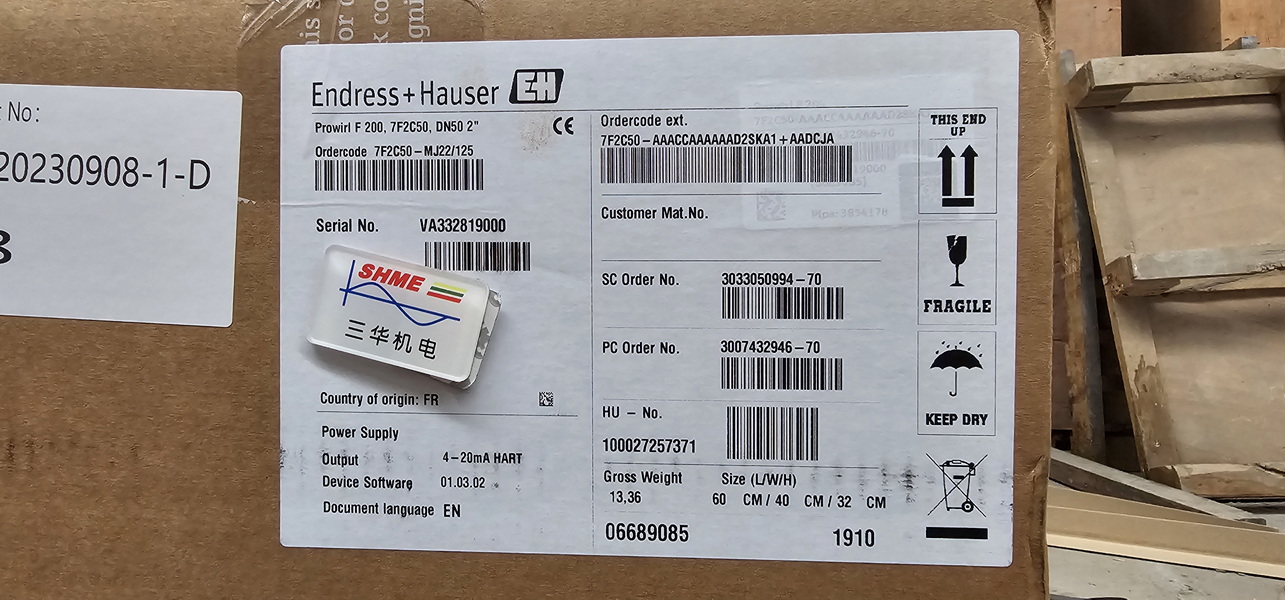 No:
20230908-1-D
Endress+Hauser EH
Prowirl F 200, 7F2C50, DN50 2"
CE
Ordercode 7F2C50-MJ22/125
Serial No. VA332819000
SHME
三华机电
Country of origin: FR
Power Supply
Output 4-20mA HART
Device Software 01.03.02
Document language EN
Ordercode ext.
7F2C50-AAACCAAAAAAD2SKA1+AADCJA
Customer Mat.No.
SC Order No. 3033050994-70
PC Order No. 3007432946-70
HU - No.
100027257371
Gross Weight Size (L/W/H)
13,36 60 CM / 40 CM / 32 CM
06689085 1910
THIS END
UP
FRAGILE
KEEP DRY